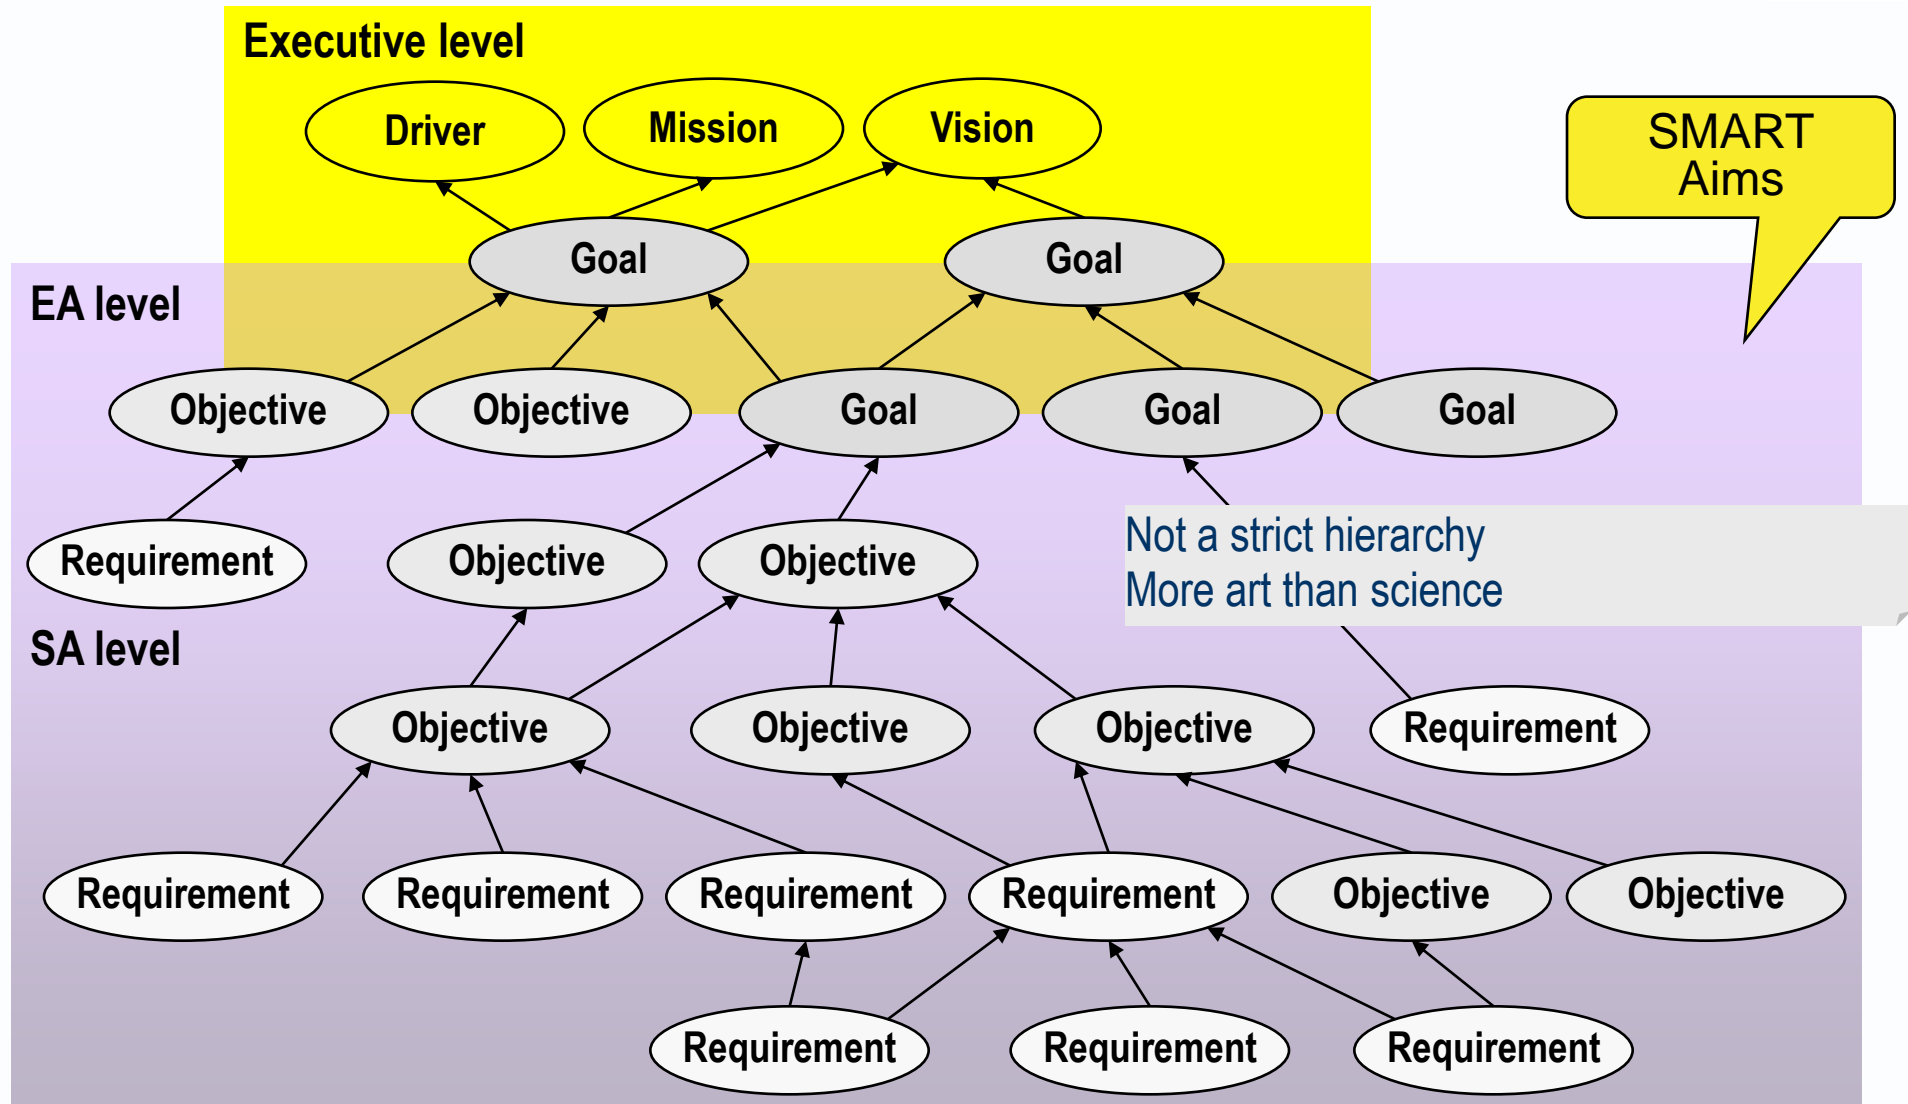 Executive level
Driver
Mission
Vision
SMART
Aims
Goal
Goal
EA level
Objective
Objective
Goal
Goal
Goal
Requirement
Objective
Objective
Not a strict hierarchy
More art than science
SA level
Objective
Objective
Objective
Requirement
Requirement
Requirement
Requirement
Requirement
Objective
Objective
Requirement
Requirement
Requirement